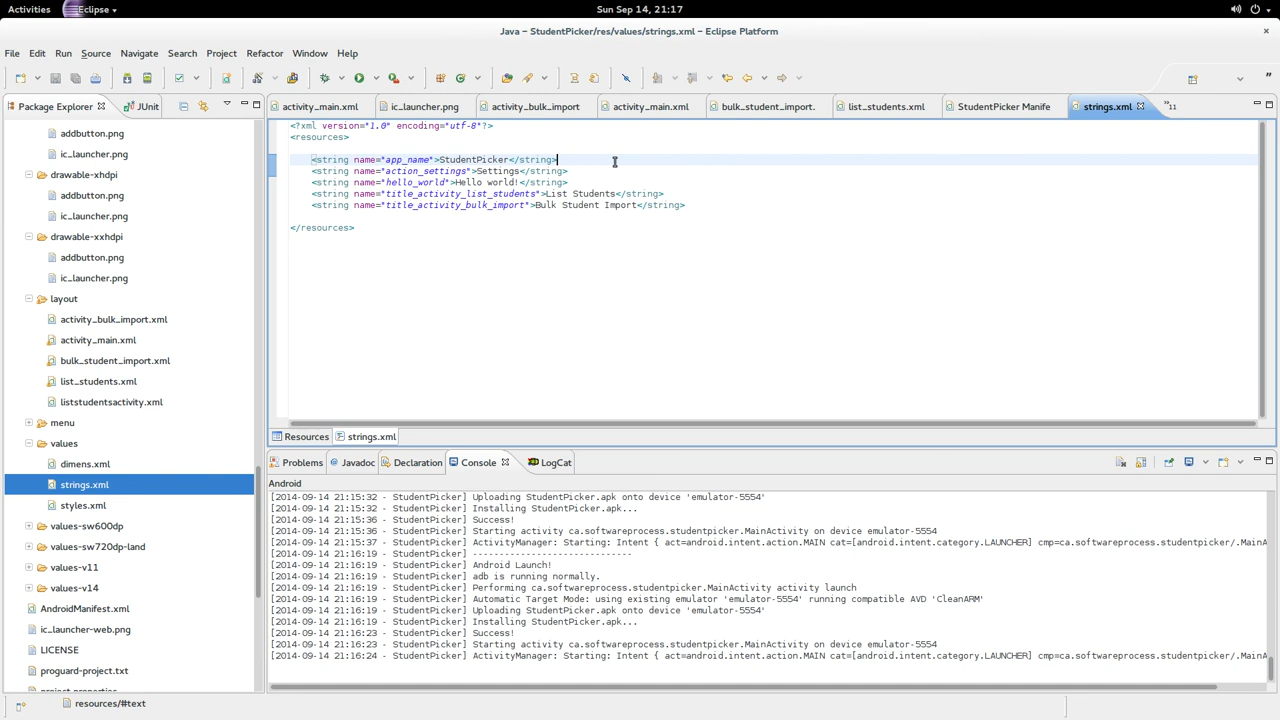 Activities
Eclipse
Sun Sep 14, 21:17
Java – StudentPicker/res/values/strings.xml – Eclipse Platform
File Edit Run Source Navigate Search Project Refactor Window Help
Package Explorer
JUnit
activity_main.xml
ic_launcher.png
activity_bulk_import
activity_main.xml
bulk_student_import.
list_students.xml
StudentPicker Manife
strings.xml
»11
addbutton.png
ic_launcher.png
drawable-xhdpi
addbutton.png
ic_launcher.png
drawable-xxhdpi
addbutton.png
ic_launcher.png
layout
activity_bulk_import.xml
activity_main.xml
bulk_student_import.xml
list_students.xml
liststudentsactivity.xml
menu
values
dimens.xml
strings.xml
styles.xml
values-sw600dp
values-sw720dp-land
values-v11
values-v14
AndroidManifest.xml
ic_launcher-web.png
LICENSE
proguard-project.txt
project.properties
<?xml version="1.0" encoding="utf-8"?>
<resources>
<string name="app_name">StudentPicker</string>
<string name="action_settings">Settings</string>
<string name="hello_world">Hello world!</string>
<string name="title_activity_list_students">List Students</string>
<string name="title_activity_bulk_import">Bulk Student Import</string>
</resources>
Resources
strings.xml
Problems
Javadoc
Declaration
Console
LogCat
Android
[2014-09-14 21:15:32 - StudentPicker] Uploading StudentPicker.apk onto device 'emulator-5554'
[2014-09-14 21:15:32 - StudentPicker] Installing StudentPicker.apk...
[2014-09-14 21:15:36 - StudentPicker] Success!
[2014-09-14 21:15:36 - StudentPicker] Starting activity ca.softwareprocess.studentpicker.MainActivity on device emulator-5554
[2014-09-14 21:15:37 - StudentPicker] ActivityManager: Starting: Intent { act=android.intent.action.MAIN cat=[android.intent.category.LAUNCHER] cmp=ca.softwareprocess.studentpicker/.MainA
[2014-09-14 21:16:19 - StudentPicker] ------------------------------
[2014-09-14 21:16:19 - StudentPicker] Android Launch!
[2014-09-14 21:16:19 - StudentPicker] adb is running normally.
[2014-09-14 21:16:19 - StudentPicker] Performing ca.softwareprocess.studentpicker.MainActivity activity launch
[2014-09-14 21:16:19 - StudentPicker] Automatic Target Mode: using existing emulator 'emulator-5554' running compatible AVD 'CleanARM'
[2014-09-14 21:16:19 - StudentPicker] Uploading StudentPicker.apk onto device 'emulator-5554'
[2014-09-14 21:16:19 - StudentPicker] Installing StudentPicker.apk...
[2014-09-14 21:16:23 - StudentPicker] Success!
[2014-09-14 21:16:23 - StudentPicker] Starting activity ca.softwareprocess.studentpicker.MainActivity on device emulator-5554
[2014-09-14 21:16:24 - StudentPicker] ActivityManager: Starting: Intent { act=android.intent.action.MAIN cat=[android.intent.category.LAUNCHER] cmp=ca.softwareprocess.studentpicker/.MainA
resources/#text